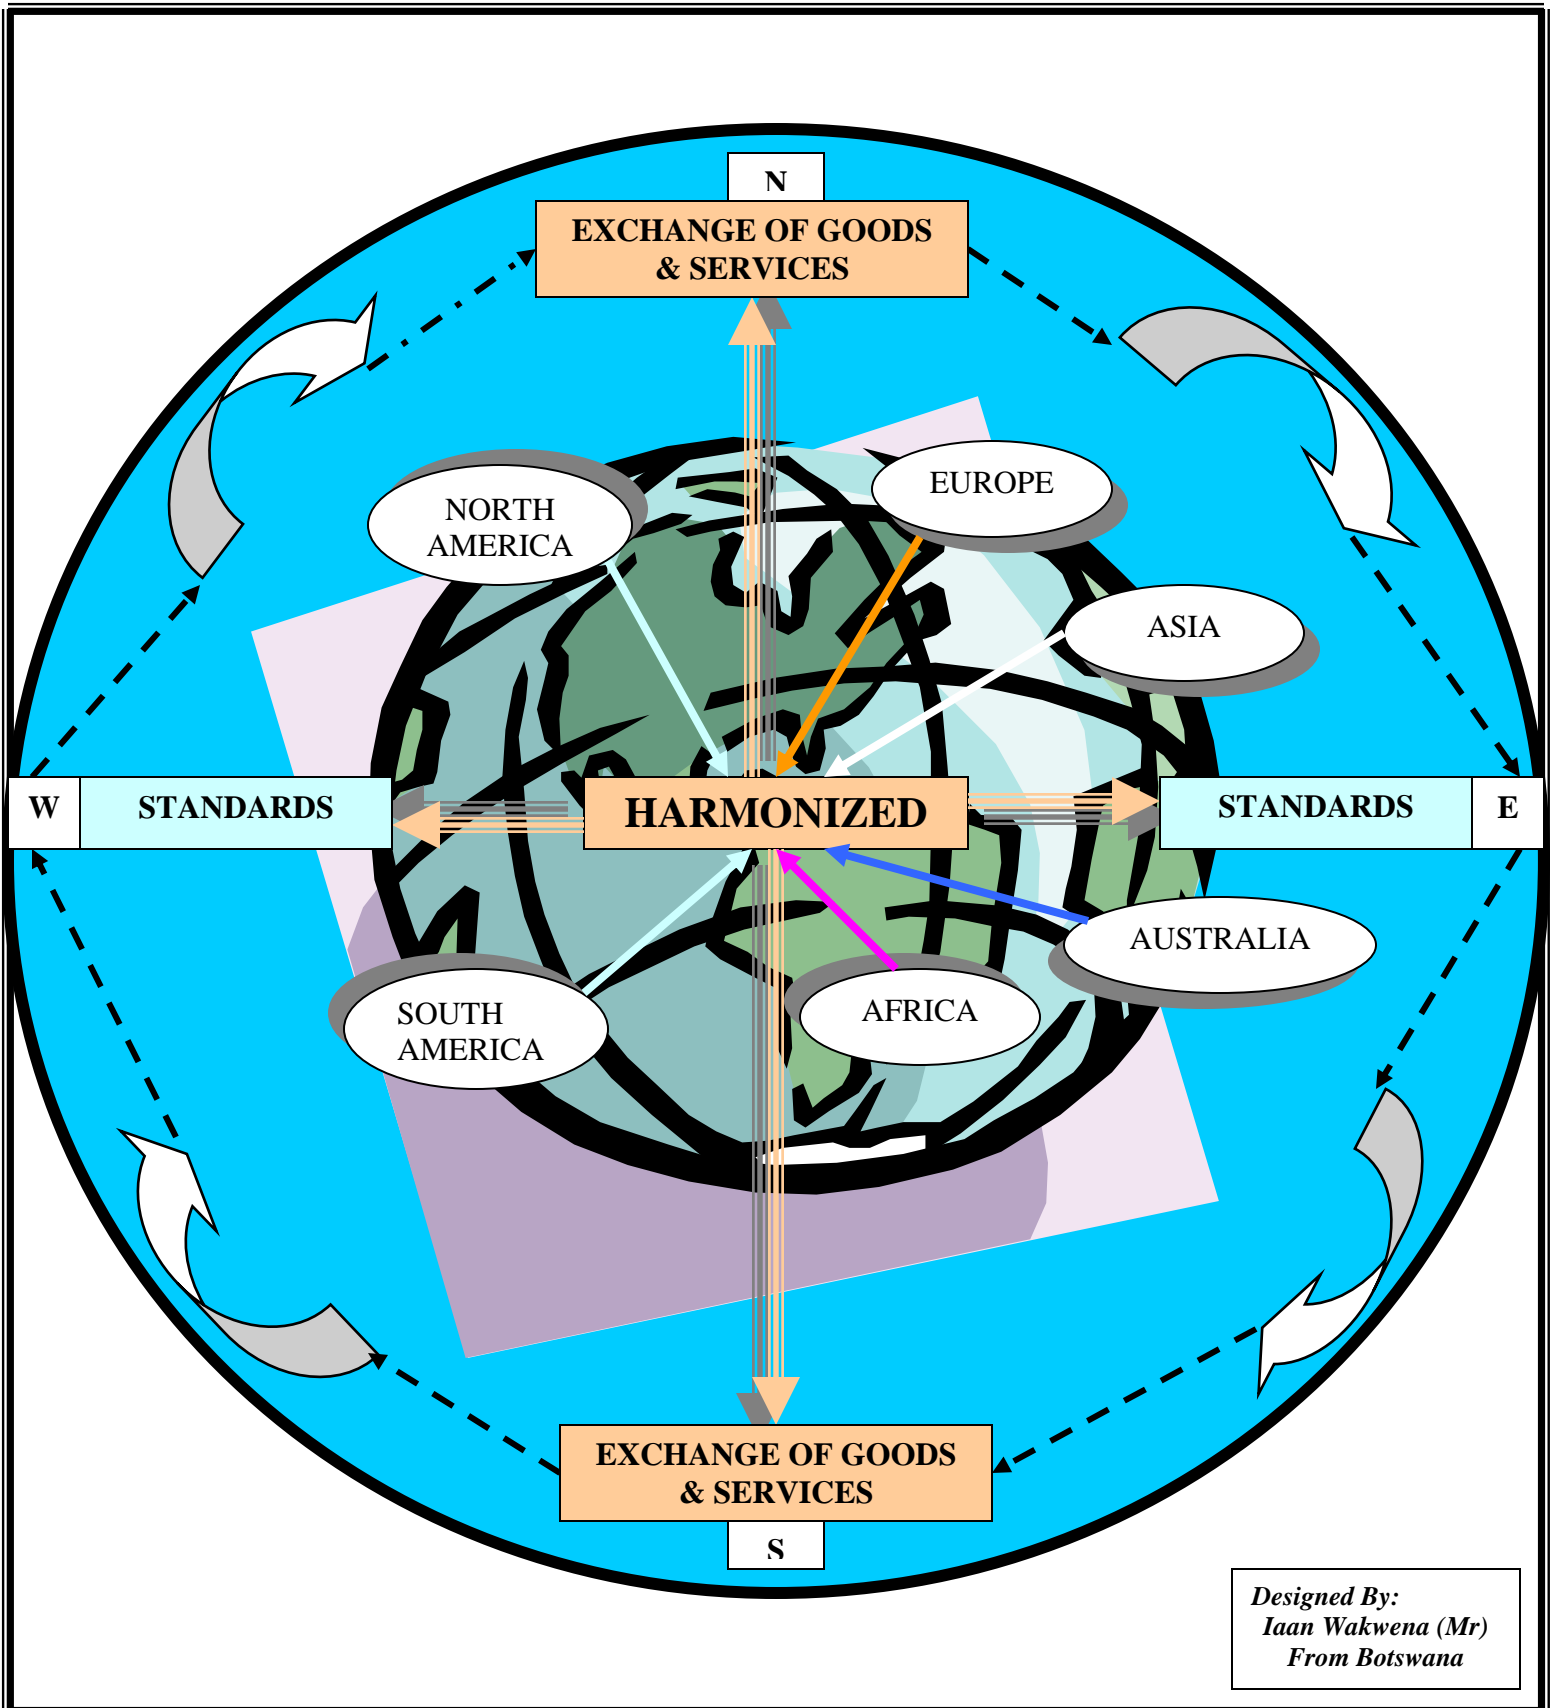 N
EXCHANGE OF GOODS
& SERVICES
EUROPE
NORTH
AMERICA
ASIA
W
STANDARDS
HARMONIZED
STANDARDS
E
AUSTRALIA
SOUTH
AMERICA
AFRICA
EXCHANGE OF GOODS
& SERVICES
S
Designed By:
Iaan Wakwena (Mr)
From Botswana